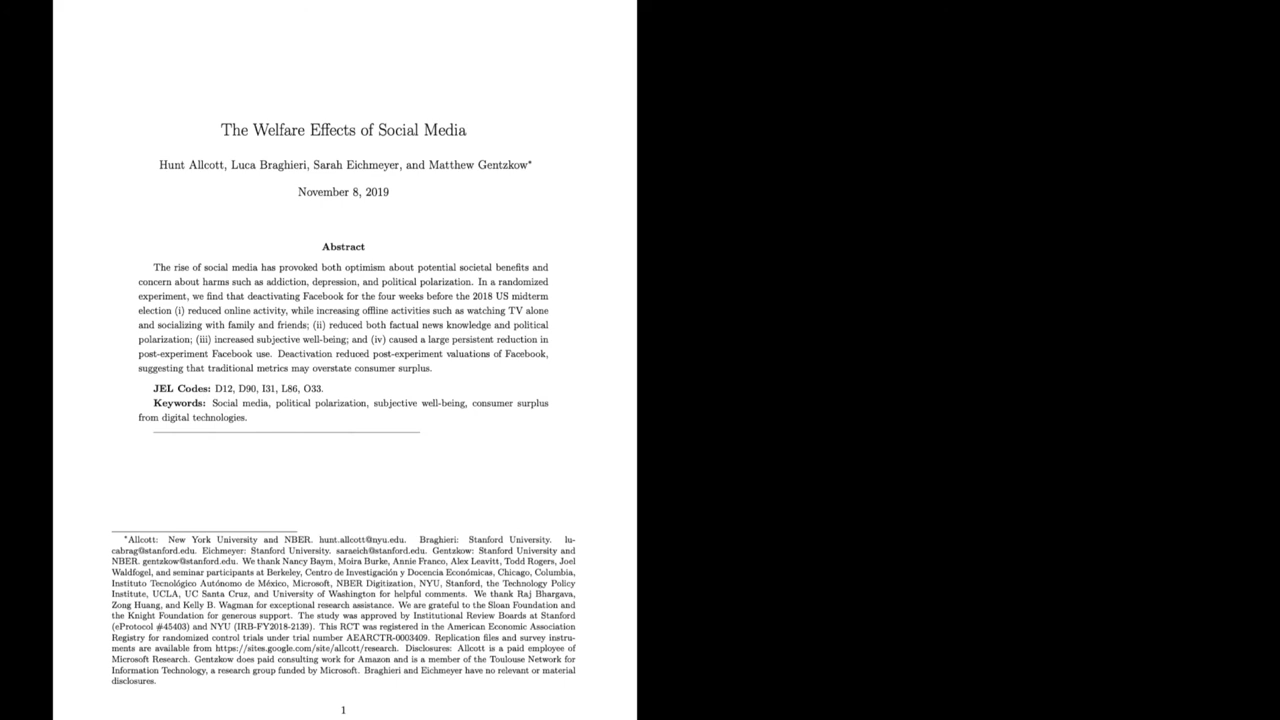 The Welfare Effects of Social Media
Hunt Allcott, Luca Braghieri, Sarah Eichmeyer, and Matthew Gentzkow*
November 8, 2019
Abstract
The rise of social media has provoked both optimism about potential societal benefits and
concern about harms such as addiction, depression, and political polarization. In a randomized
experiment, we find that deactivating Facebook for the four weeks before the 2018 US midterm
election (i) reduced online activity, while increasing offline activities such as watching TV alone
and socializing with family and friends; (ii) reduced both factual news knowledge and political
polarization; (iii) increased subjective well-being; and (iv) caused a large persistent reduction in
post-experiment Facebook use. Deactivation reduced post-experiment valuations of Facebook,
suggesting that traditional metrics may overstate consumer surplus.
JEL Codes: D12, D90, I31, L86, O33.
Keywords: Social media, political polarization, subjective well-being, consumer surplus
from digital technologies.
*Allcott: New York University and NBER. hunt.allcott@nyu.edu. Braghieri: Stanford University. lu-
cabrag@stanford.edu. Eichmeyer: Stanford University. saraeich@stanford.edu. Gentzkow: Stanford University and
NBER. gentzkow@stanford.edu. We thank Nancy Baym, Moira Burke, Annie Franco, Alex Leavitt, Todd Rogers, Joel
Waldfogel, and seminar participants at Berkeley, Centro de Investigación y Docencia Económicas, Chicago, Columbia,
Instituto Tecnológico Autónomo de México, Microsoft, NBER Digitization, NYU, Stanford, the Technology Policy
Institute, UCLA, UC Santa Cruz, and University of Washington for helpful comments. We thank Raj Bhargava,
Zong Huang, and Kelly B. Wagman for exceptional research assistance. We are grateful to the Sloan Foundation and
the Knight Foundation for generous support. The study was approved by Institutional Review Boards at Stanford
(eProtocol #45403) and NYU (IRB-FY2018-2139). This RCT was registered in the American Economic Association
Registry for randomized control trials under trial number AEARCTR-0003409. Replication files and survey instru-
ments are available from https://sites.google.com/site/allcott/research. Disclosures: Allcott is a paid employee of
Microsoft Research. Gentzkow does paid consulting work for Amazon and is a member of the Toulouse Network for
Information Technology, a research group funded by Microsoft. Braghieri and Eichmeyer have no relevant or material
disclosures.
1